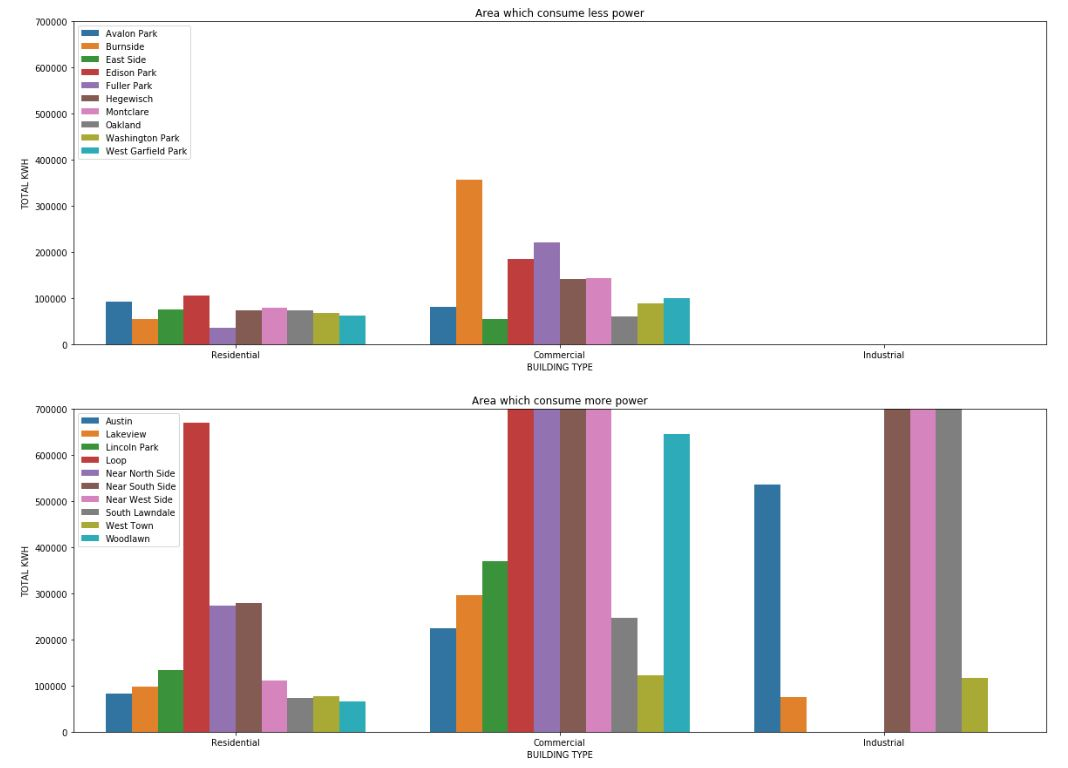 Area which consume less power
700000
600000
500000
400000
300000
200000
100000
0
TOTAL KWH
Avalon Park
Burnside
East Side
Edison Park
Fuller Park
Hegewisch
Montclare
Oakland
Washington Park
West Garfield Park
Residential Commercial Industrial
BUILDING TYPE
Area which consume more power
700000
600000
500000
400000
300000
200000
100000
0
TOTAL KWH
Austin
Lakeview
Lincoln Park
Loop
Near North Side
Near South Side
Near West Side
South Lawndale
West Town
Woodlawn
Residential Commercial Industrial
BUILDING TYPE